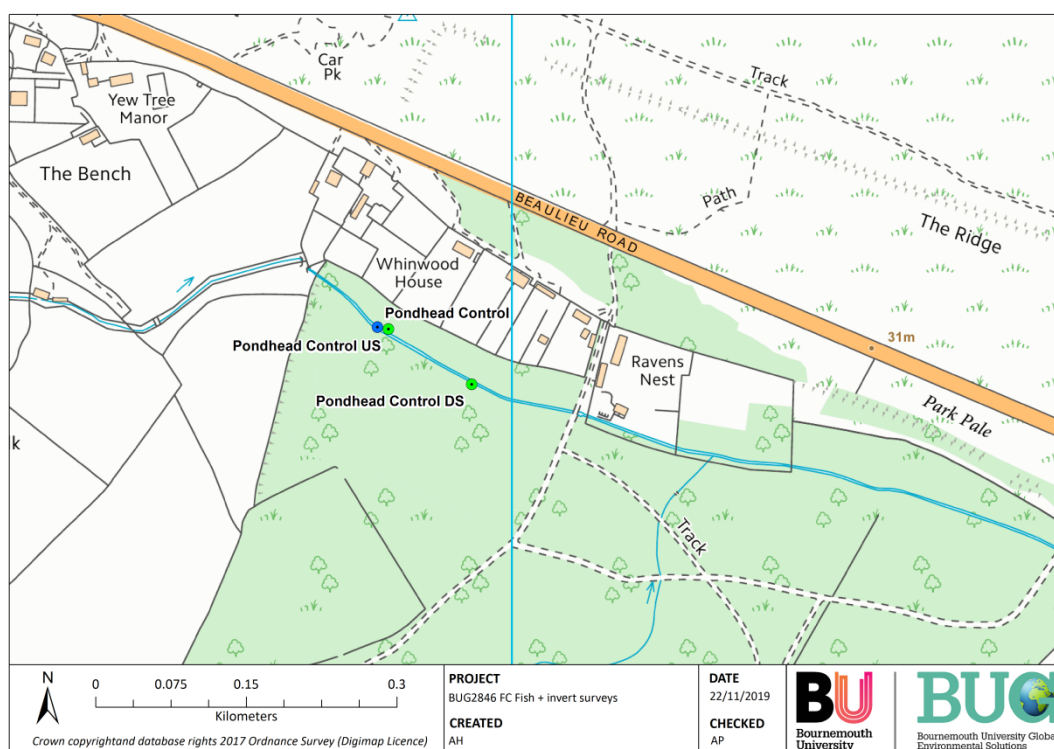 Car
Pk
Yew Tree
Manor
The Bench
Track
Path
BEAULIEU ROAD
The Ridge
Whinwood
House
Pondhead Control
Pondhead Control US
31m
Ravens
Nest
Pondhead Control DS
Park Pale
k
Track
N
0 0.075 0.15 0.3
Kilometers
Crown copyrightand database rights 2017 Ordnance Survey (Digimap Licence)
PROJECT
BUG2846 FC Fish + invert surveys
CREATED
AH
DATE
22/11/2019
CHECKED
AP
BU
Bournemouth
University
BUG
Bournemouth University Global
Environmental Solutions